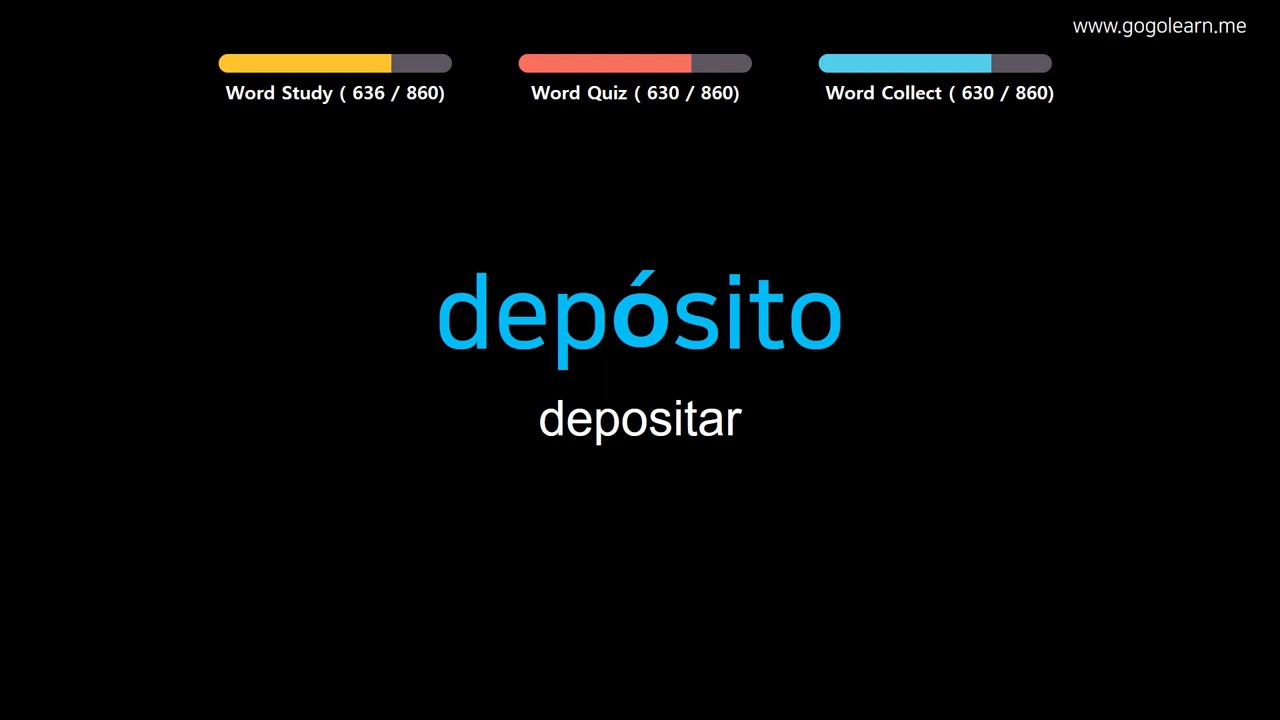 www.gogolearn.me
Word Study ( 636 / 860)
Word Quiz ( 630 / 860)
Word Collect ( 630 / 860)
depósito
depositar